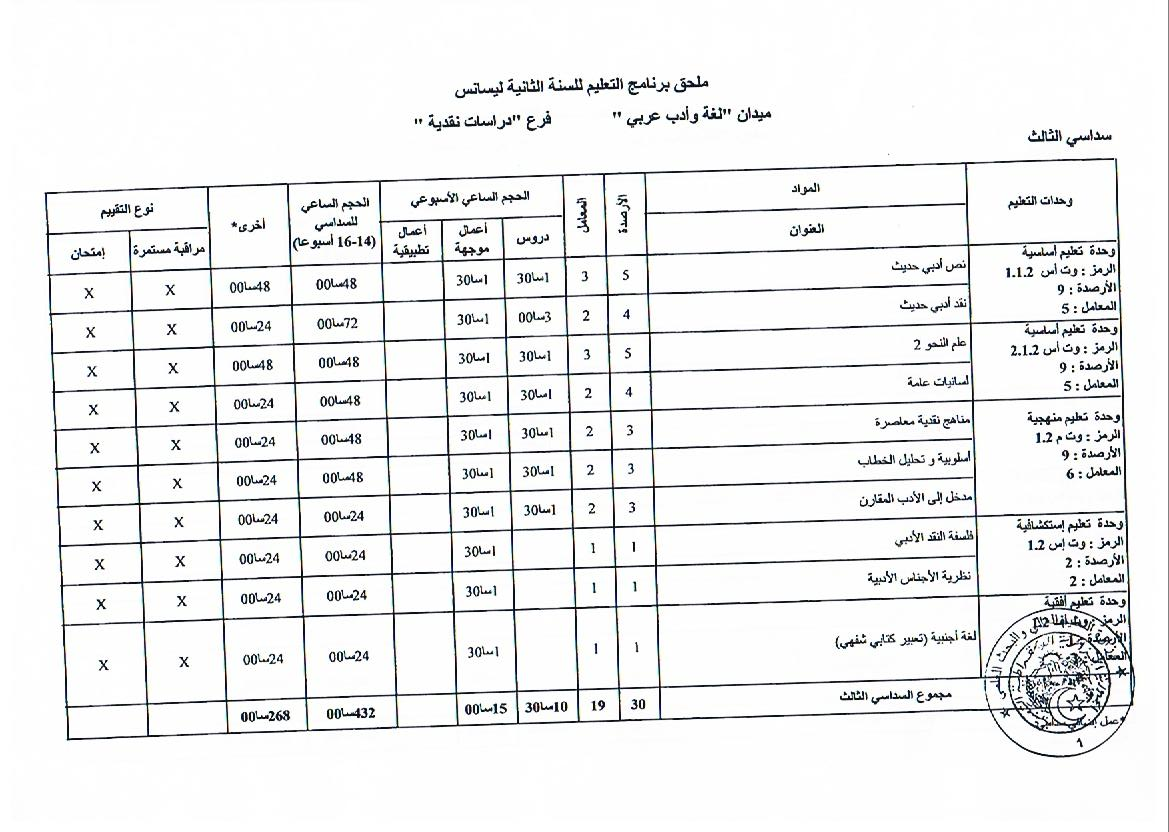 ملحق برنامج التعليم للسنة الثانية ليسانس
ميدان "لغة وأدب عربي " فرع "دراسات نقدية "
سداسي الثالث
وحدات التعليم المواد الأرصدة المعامل الحجم الساعي الأسبوعي الحجم الساعي للسداسي (14-16 أسبوعا) أخرى* نوع التقييم
العنوان دروس أعمال موجهة أعمال تطبيقية مراقبة مستمرة إمتحان
وحدة تعليم أساسية
الرمز : وت أس 1.1.2
الأرصدة : 9
المعامل : 5
نص أدبي حديث 5 3 1سا30 1سا30 48سا00 48سا00 X X
نقد أدبي حديث 4 2 3سا00 1سا30 72سا00 24سا00 X X
وحدة تعليم أساسية
الرمز : وت أس 2.1.2
الأرصدة : 9
المعامل : 5
علم النحو 2 5 3 1سا30 1سا30 48سا00 48سا00 X X
لسانيات عامة 4 2 1سا30 1سا30 48سا00 24سا00 X X
وحدة تعليم منهجية
الرمز : وت م 1.2
الأرصدة : 9
المعامل : 6
مناهج نقدية معاصرة 3 2 1سا30 1سا30 48سا00 24سا00 X X
أسلوبية و تحليل الخطاب 3 2 1سا30 1سا30 48سا00 24سا00 X X
مدخل إلى الأدب المقارن 3 2 1سا30 1سا30 24سا00 24سا00 X X
وحدة تعليم إستكشافية
الرمز : وت إس 1.2
الأرصدة : 2
المعامل : 2
فلسفة النقد الأدبي 1 1 1سا30 24سا00 24سا00 X X
نظرية الأجناس الأدبية 1 1 1سا30 24سا00 24سا00 X X
وحدة تعليم أفقية
الرمز :
الأرصدة :
المعامل :
لغة أجنبية (تعبير كتابي شفهي) 1 1 1سا30 24سا00 24سا00 X X
مجموع السداسي الثالث 30 19 10سا30 15سا00 432سا00 268سا00
*عمل
1